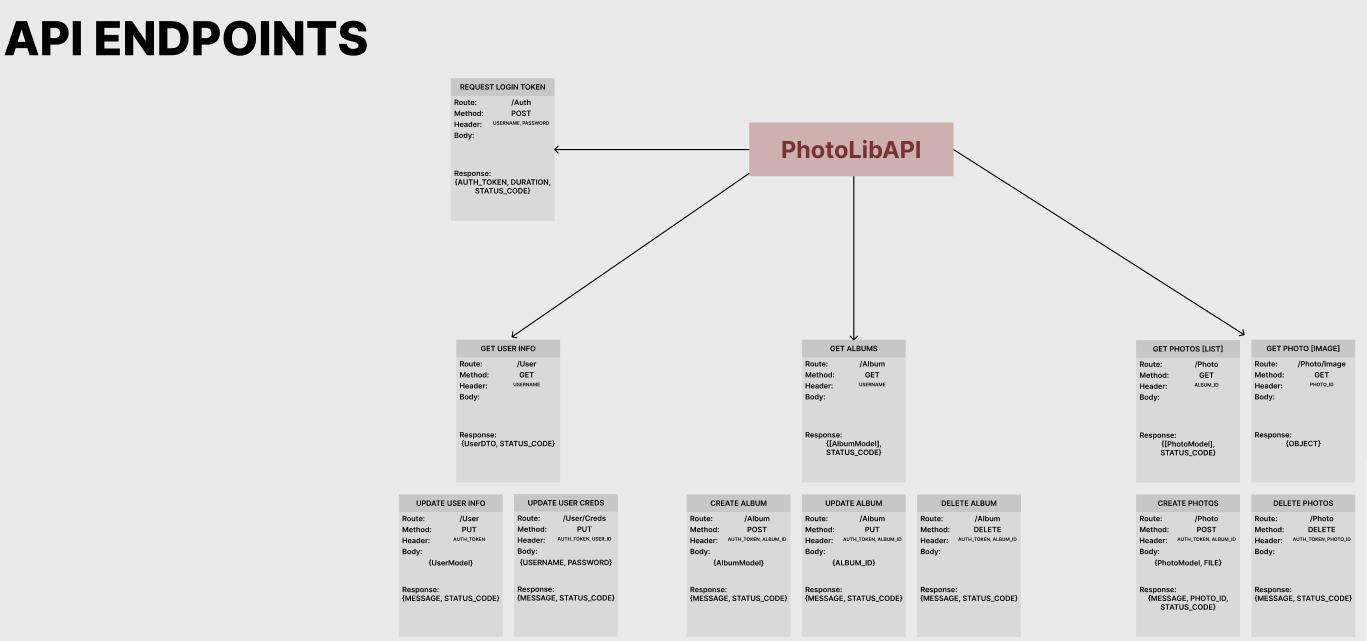 API ENDPOINTS
REQUEST LOGIN TOKEN
Route: /Auth
Method: POST
Header: USERNAME, PASSWORD
Body:
Response:
{AUTH_TOKEN, DURATION,
STATUS_CODE}
PhotoLibAPI
GET USER INFO
Route: /User
Method: GET
Header: USERNAME
Body:
Response:
{UserDTO, STATUS_CODE}
GET ALBUMS
Route: /Album
Method: GET
Header: USERNAME
Body:
Response:
{[AlbumModel],
STATUS_CODE}
GET PHOTOS [LIST]
Route: /Photo
Method: GET
Header: ALBUM_ID
Body:
Response:
{[PhotoModel],
STATUS_CODE}
GET PHOTO [IMAGE]
Route: /Photo/Image
Method: GET
Header: PHOTO_ID
Body:
Response:
{OBJECT}
UPDATE USER INFO
Route: /User
Method: PUT
Header: AUTH_TOKEN
Body:
{UserModel}
Response:
{MESSAGE, STATUS_CODE}
UPDATE USER CREDS
Route: /User/Creds
Method: PUT
Header: AUTH_TOKEN, USER_ID
Body:
{USERNAME, PASSWORD}
Response:
{MESSAGE, STATUS_CODE}
CREATE ALBUM
Route: /Album
Method: POST
Header: AUTH_TOKEN, ALBUM_ID
Body:
{AlbumModel}
Response:
{MESSAGE, STATUS_CODE}
UPDATE ALBUM
Route: /Album
Method: PUT
Header: AUTH_TOKEN, ALBUM_ID
Body:
{ALBUM_ID}
Response:
{MESSAGE, STATUS_CODE}
DELETE ALBUM
Route: /Album
Method: DELETE
Header: AUTH_TOKEN, ALBUM_ID
Body:
Response:
{MESSAGE, STATUS_CODE}
CREATE PHOTOS
Route: /Photo
Method: POST
Header: AUTH_TOKEN, ALBUM_ID
Body:
{PhotoModel, FILE}
Response:
{MESSAGE, PHOTO_ID,
STATUS_CODE}
DELETE PHOTOS
Route: /Photo
Method: DELETE
Header: AUTH_TOKEN, PHOTO_ID
Body:
Response:
{MESSAGE, STATUS_CODE}